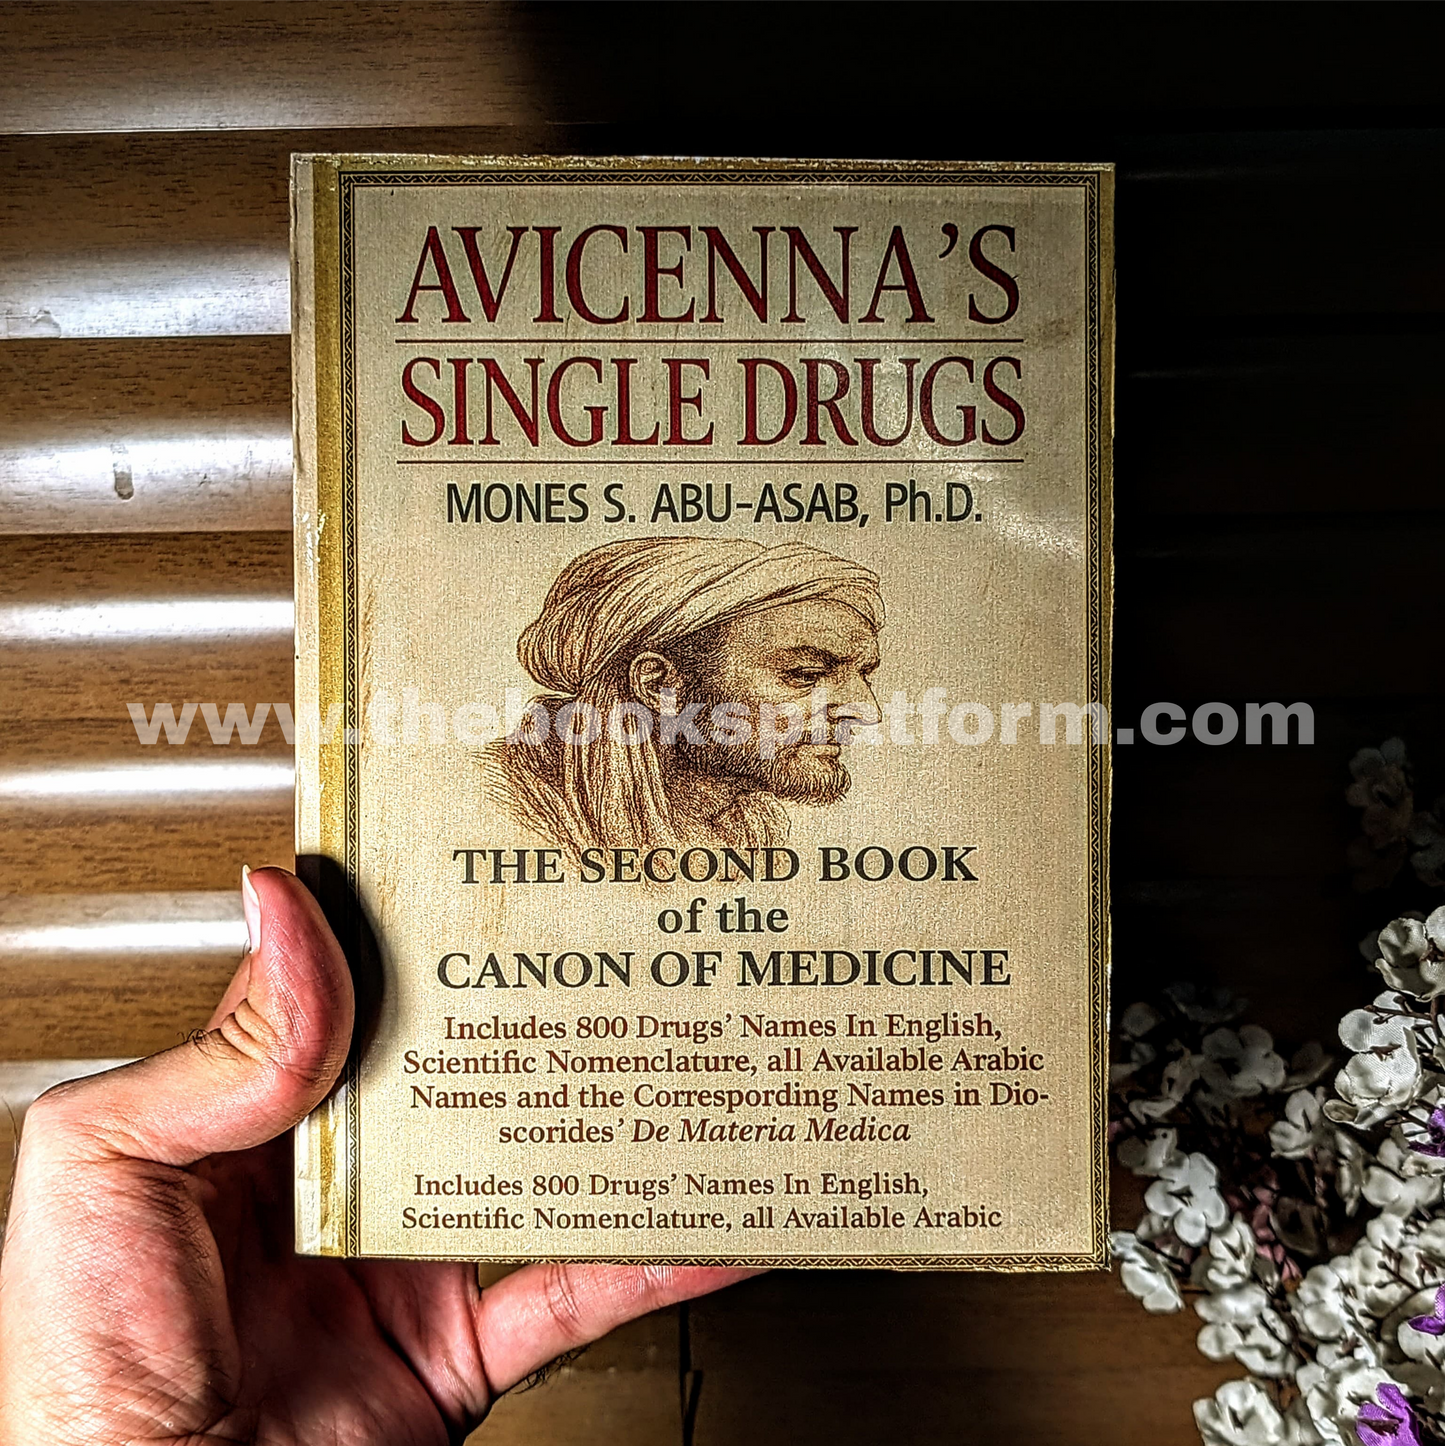 AVICENNA'S
SINGLE DRUGS
MONES S. ABU-ASAB, Ph.D.
www.thebooksplatform.com
THE SECOND BOOK
of the
CANON OF MEDICINE
Includes 800 Drugs' Names In English,
Scientific Nomenclature, all Available Arabic
Names and the Correspording Names in Dio-
scorides' De Materia Medica
Includes 800 Drugs' Names In English,
Scientific Nomenclature, all Available Arabic